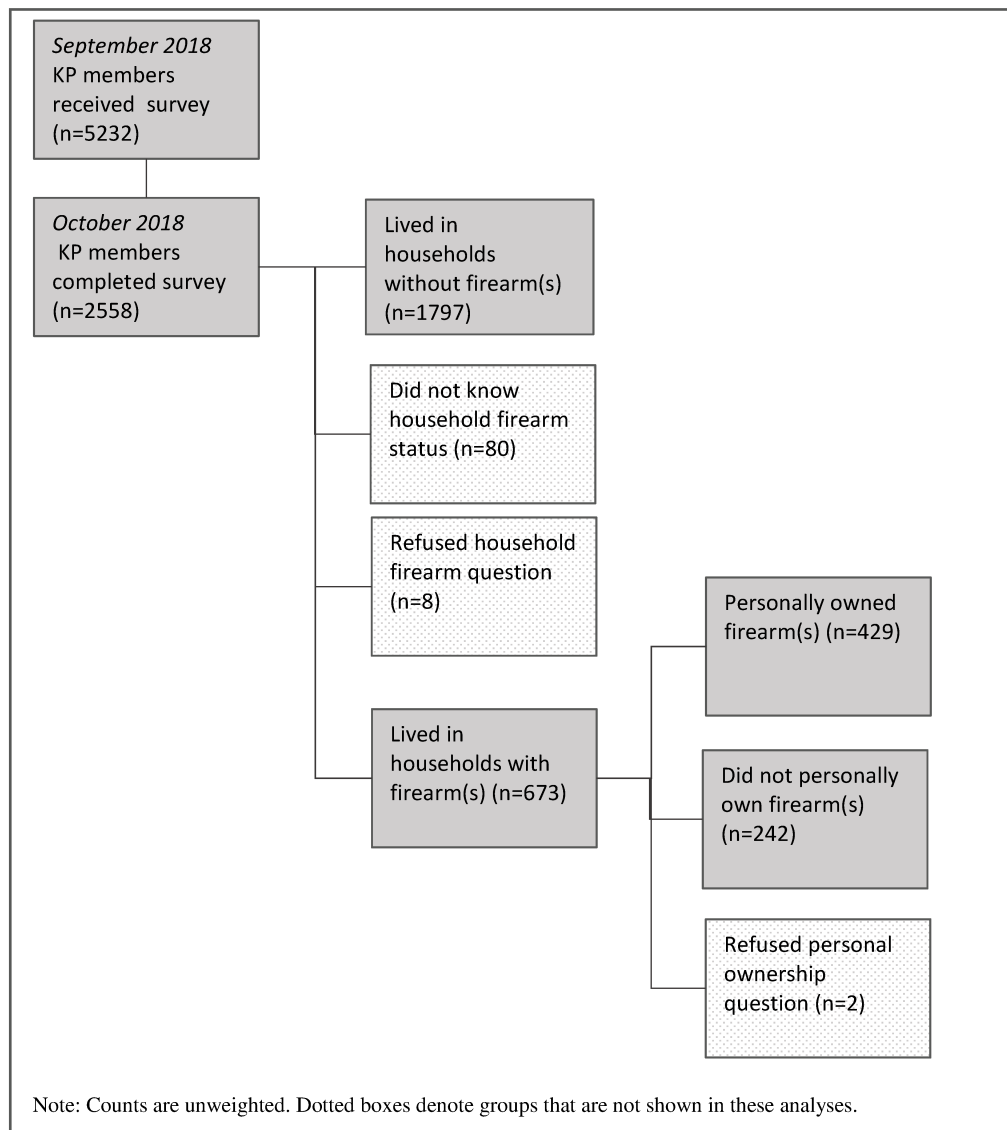 September 2018
KP members
received survey
(n=5232)
October 2018
KP members
completed survey
(n=2558)
Lived in
households
without firearm(s)
(n=1797)
Did not know
household firearm
status (n=80)
Refused household
firearm question
(n=8)
Lived in
households with
firearm(s) (n=673)
Personally owned
firearm(s) (n=429)
Did not personally
own firearm(s)
(n=242)
Refused personal
ownership
question (n=2)
Note: Counts are unweighted. Dotted boxes denote groups that are not shown in these analyses.